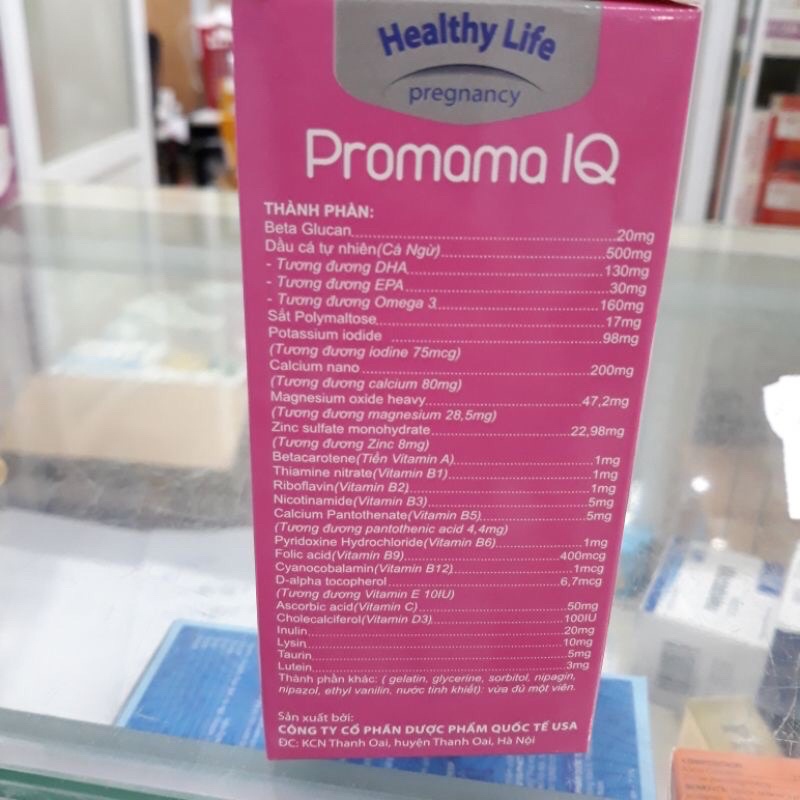 Healthy Life
pregnancy
Promama IQ
THÀNH PHẦN:
Beta Glucan 20mg
Dầu cá tự nhiên(Cá Ngừ) 500mg
- Tương đương DHA 130mg
- Tương đương EPA 30mg
- Tương đương Omega 3 160mg
Sắt Polymaltose 17mg
Potassium iodide 98mg
(Tương đương iodine 75mcg)
Calcium nano 200mg
(Tương đương calcium 80mg)
Magnesium oxide heavy 47,2mg
(Tương đương magnesium 28,5mg)
Zinc sulfate monohydrate 22,98mg
(Tương đương Zinc 8mg)
Betacarotene(Tiền Vitamin A) 1mg
Thiamine nitrate(Vitamin B1) 1mg
Riboflavin(Vitamin B2) 1mg
Nicotinamide(Vitamin B3) 5mg
Calcium Pantothenate(Vitamin B5) 5mg
(Tương đương pantothenic acid 4,4mg)
Pyridoxine Hydrochloride(Vitamin B6) 1mg
Folic acid(Vitamin B9) 400mcg
Cyanocobalamin(Vitamin B12) 1mcg
D-alpha tocopherol 6,7mcg
(Tương đương Vitamin E 10IU)
Ascorbic acid(Vitamin C) 50mg
Cholecalciferol(Vitamin D3) 100IU
Inulin 20mg
Lysin 10mg
Taurin 5mg
Lutein 3mg
Thành phần khác: ( gelatin, glycerine, sorbitol, nipagin,
nipazol, ethyl vanilin, nước tinh khiết): vừa đủ một viên.
Sản xuất bởi:
CÔNG TY CỔ PHẦN DƯỢC PHẨM QUỐC TẾ USA
ĐC: KCN Thanh Oai, huyện Thanh Oai, Hà Nội